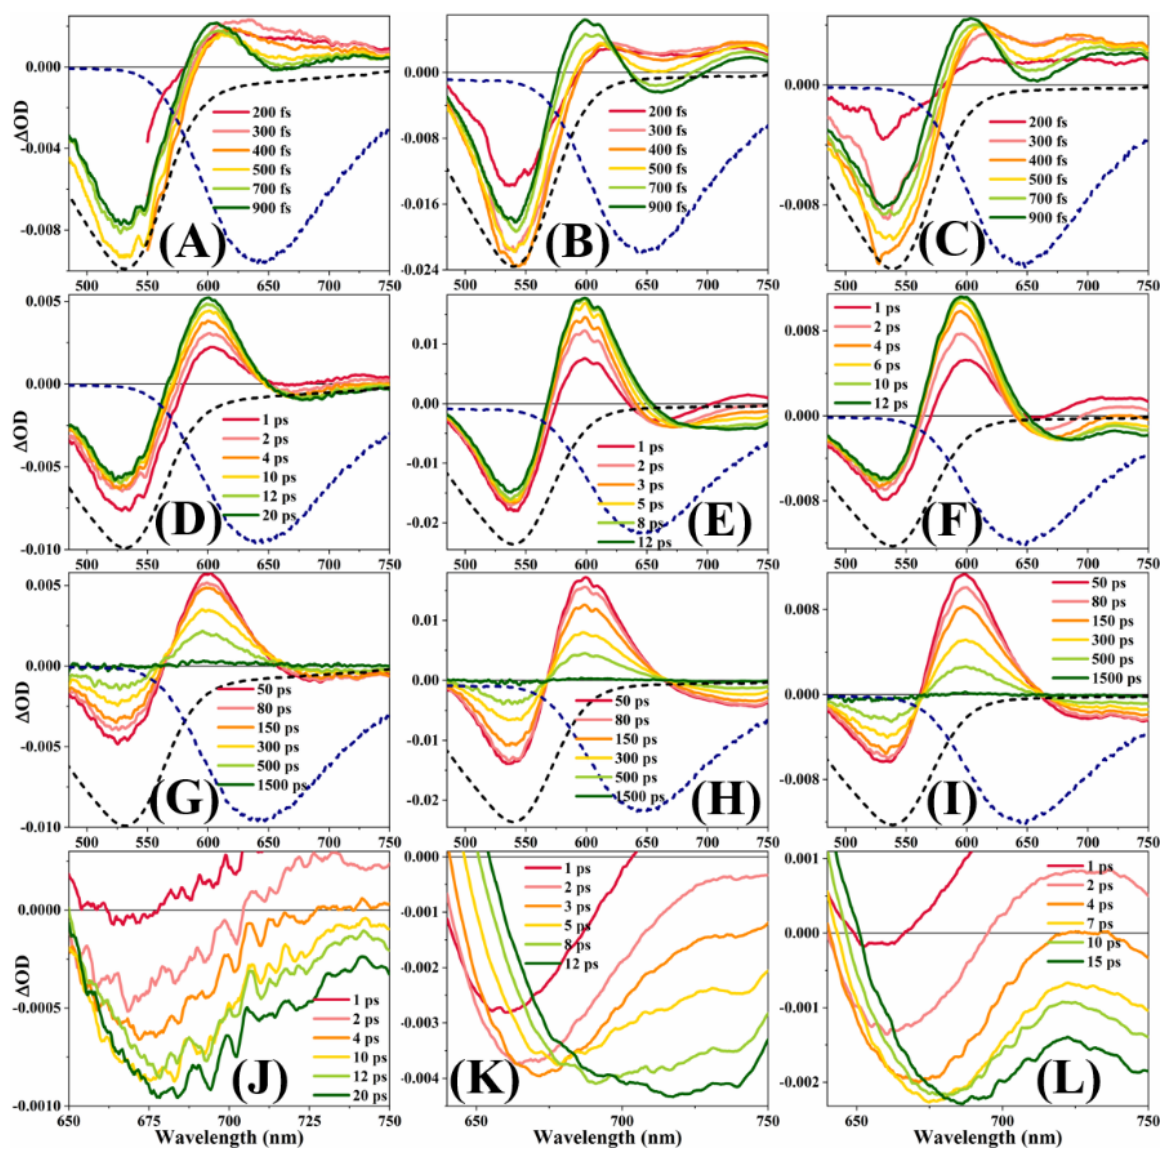 ΔOD
0.000
-0.004
-0.008
200 fs
300 fs
400 fs
500 fs
700 fs
900 fs
(A)
500 550 600 650 700 750
0.000
-0.008
-0.016
-0.024
200 fs
300 fs
400 fs
500 fs
700 fs
900 fs
(B)
500 550 600 650 700 750
0.000
-0.008
200 fs
300 fs
400 fs
500 fs
700 fs
900 fs
(C)
500 550 600 650 700 750
ΔOD
0.005
0.000
-0.005
-0.010
1 ps
2 ps
4 ps
10 ps
12 ps
20 ps
(D)
500 550 600 650 700 750
0.01
0.00
-0.01
-0.02
1 ps
2 ps
3 ps
5 ps
8 ps
12 ps
(E)
500 550 600 650 700 750
0.008
0.000
-0.008
1 ps
2 ps
4 ps
6 ps
10 ps
12 ps
(F)
500 550 600 650 700 750
ΔOD
0.005
0.000
-0.005
-0.010
50 ps
80 ps
150 ps
300 ps
500 ps
1500 ps
(G)
500 550 600 650 700 750
0.01
0.00
-0.01
-0.02
50 ps
80 ps
150 ps
300 ps
500 ps
1500 ps
(H)
500 550 600 650 700 750
0.008
0.000
-0.008
50 ps
80 ps
150 ps
300 ps
500 ps
1500 ps
(I)
500 550 600 650 700 750
ΔOD
0.0000
-0.0005
-0.0010
1 ps
2 ps
4 ps
10 ps
12 ps
20 ps
(J)
650 675 700 725 750
Wavelength (nm)
0.000
-0.001
-0.002
-0.003
-0.004
1 ps
2 ps
3 ps
5 ps
8 ps
12 ps
(K)
650 700 750
Wavelength (nm)
0.001
0.000
-0.001
-0.002
1 ps
2 ps
4 ps
7 ps
10 ps
15 ps
(L)
650 700 750
Wavelength (nm)